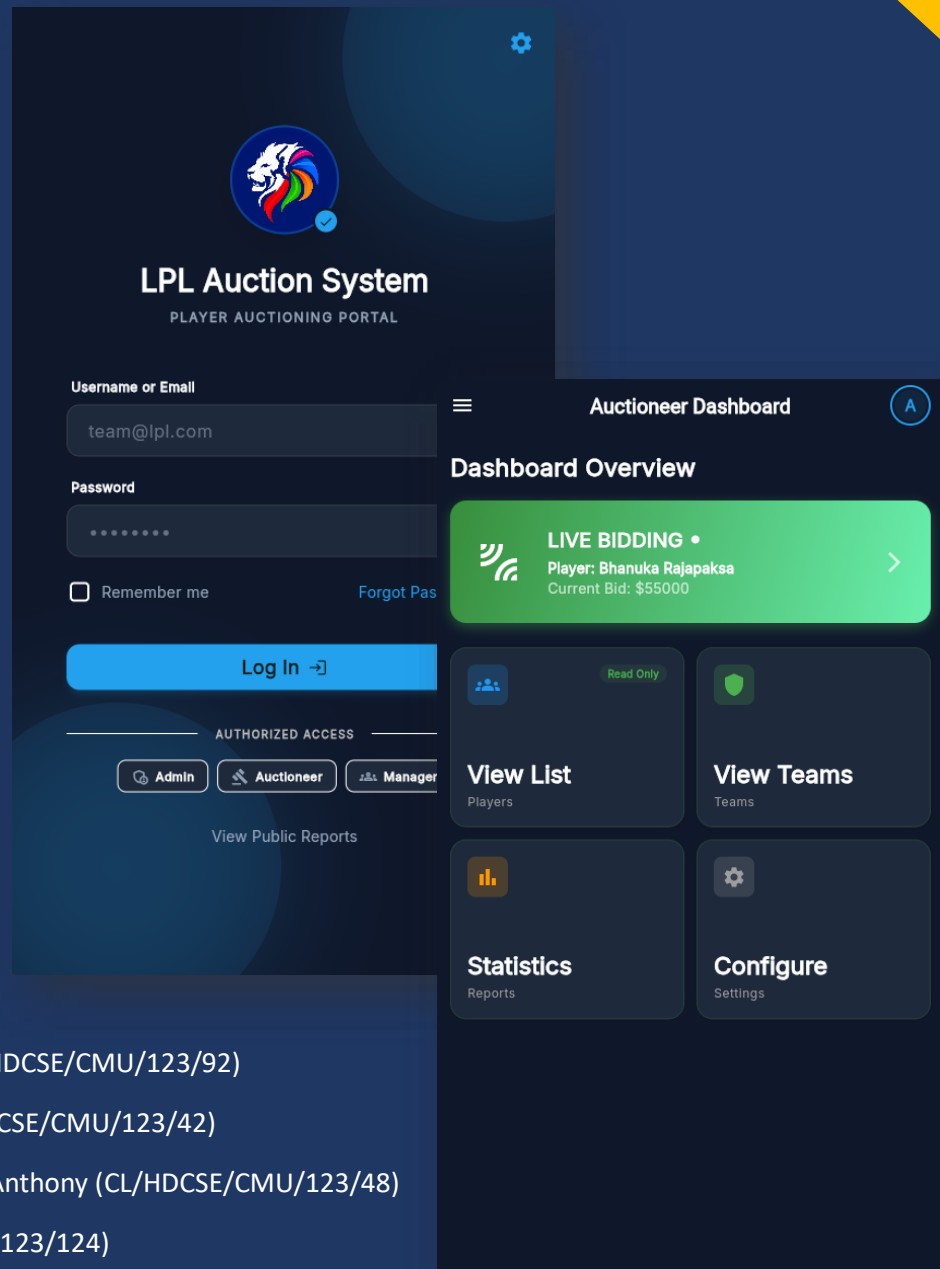 LPL Auction System
PLAYER AUCTIONING PORTAL
Username or Email
team@lpl.com
Password
Remember me
Forgot Pas
Log In
AUTHORIZED ACCESS
Admin
Auctioneer
Manager
View Public Reports
Auctioneer Dashboard
A
Dashboard Overview
LIVE BIDDING •
Player: Bhanuka Rajapaksa
Current Bid: $55000
Read Only
View List
Players
View Teams
Teams
Statistics
Reports
Configure
Settings
HDCSE/CMU/123/92)
CSE/CMU/123/42)
Anthony (CL/HDCSE/CMU/123/48)
123/124)